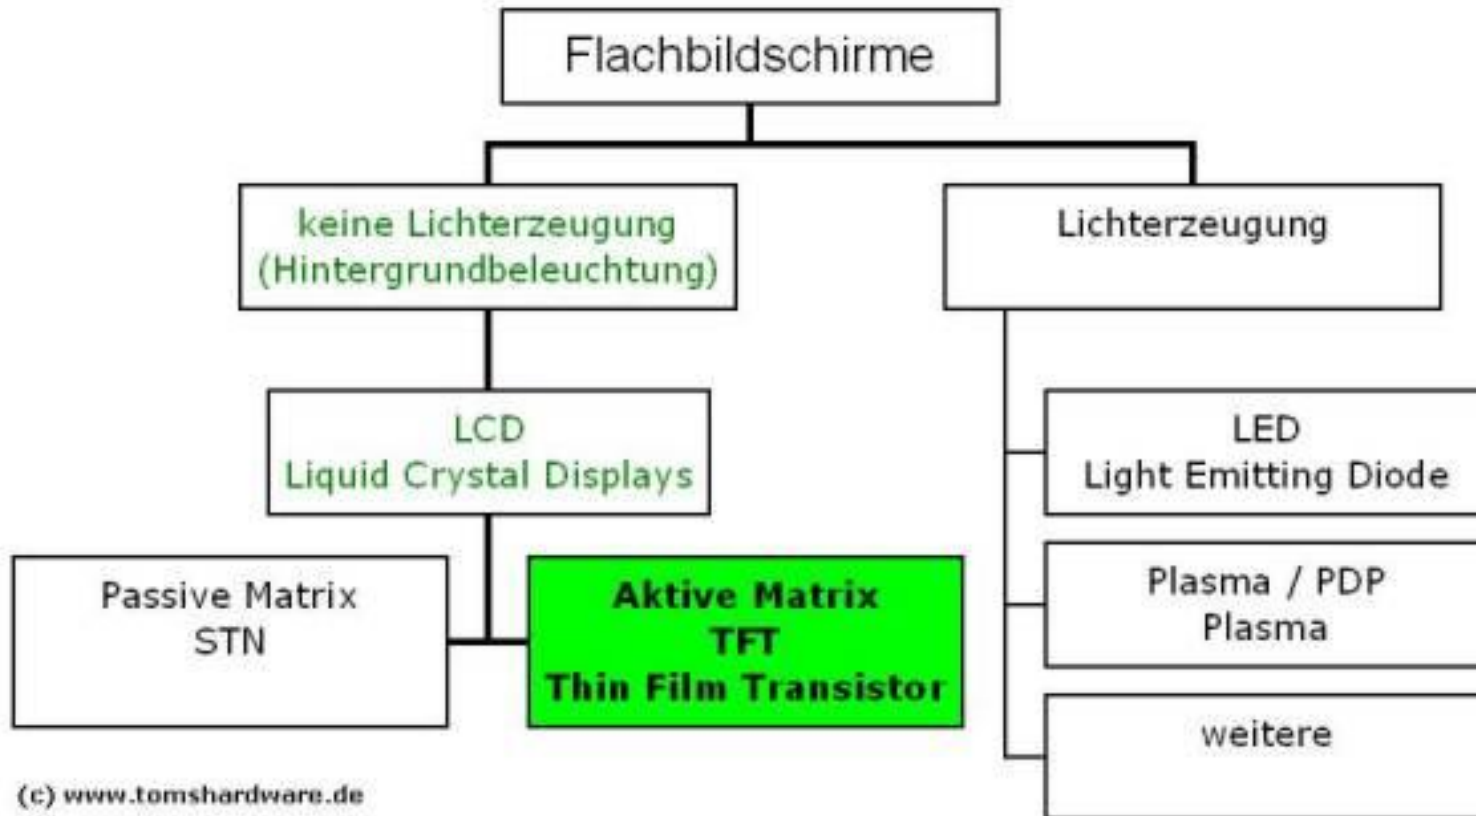 Flachbildschirme
keine Lichterzeugung
(Hintergrundbeleuchtung)
Lichterzeugung
LCD
Liquid Crystal Displays
LED
Light Emitting Diode
Passive Matrix
STN
Aktive Matrix
TFT
Thin Film Transistor
Plasma / PDP
Plasma
weitere
(c) www.tomshardware.de